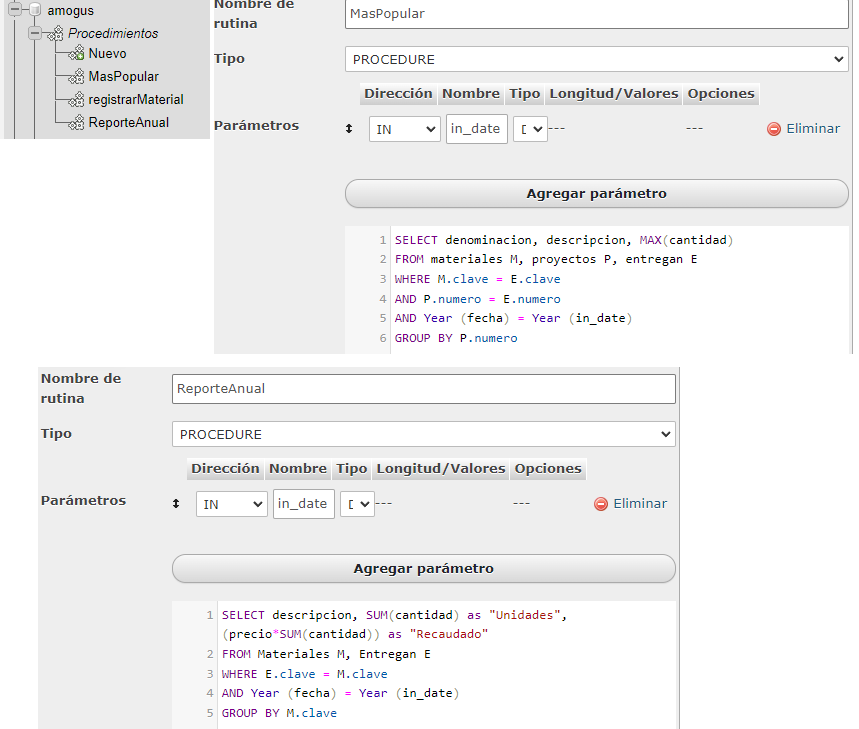 amogus
Procedimientos
Nuevo
MasPopular
registrarMaterial
ReporteAnual
Nombre de
rutina
MasPopular
Tipo
PROCEDURE
Dirección Nombre Tipo Longitud/Valores Opciones
Parámetros
IN in_date --- --- Eliminar
Agregar parámetro
1 SELECT denominacion, descripcion, MAX(cantidad)
2 FROM materiales M, proyectos P, entregan E
3 WHERE M.clave = E.clave
4 AND P.numero = E.numero
5 AND Year (fecha) = Year (in_date)
6 GROUP BY P.numero
Nombre de
rutina
ReporteAnual
Tipo
PROCEDURE
Dirección Nombre Tipo Longitud/Valores Opciones
Parámetros
IN in_date --- --- Eliminar
Agregar parámetro
1 SELECT descripcion, SUM(cantidad) as "Unidades",
(precio*SUM(cantidad)) as "Recaudado"
2 FROM Materiales M, Entregan E
3 WHERE E.clave = M.clave
4 AND Year (fecha) = Year (in_date)
5 GROUP BY M.clave